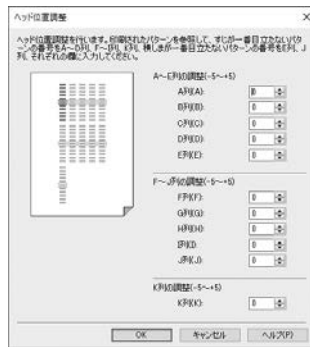 ヘッド位置調整
ヘッド位置調整を行います。印刷されたパターンを参照して、すじが一番目立たないパタ
ーンの番号をA～D列、F～I列、K列、横しまが一番目立たないパターンの番号をE列、J
列、それぞれの欄に入力してください。
A～E列の調整(-5～+5)
A列(A): 0
B列(B): 0
C列(C): 0
D列(D): 0
E列(E): 0
F～J列の調整(-5～+5)
F列(F): 0
G列(G): 0
H列(H): 0
I列(I): 0
J列(J): 0
K列の調整(-5～+5)
K列(K): 0
OK キャンセル ヘルプ(P)